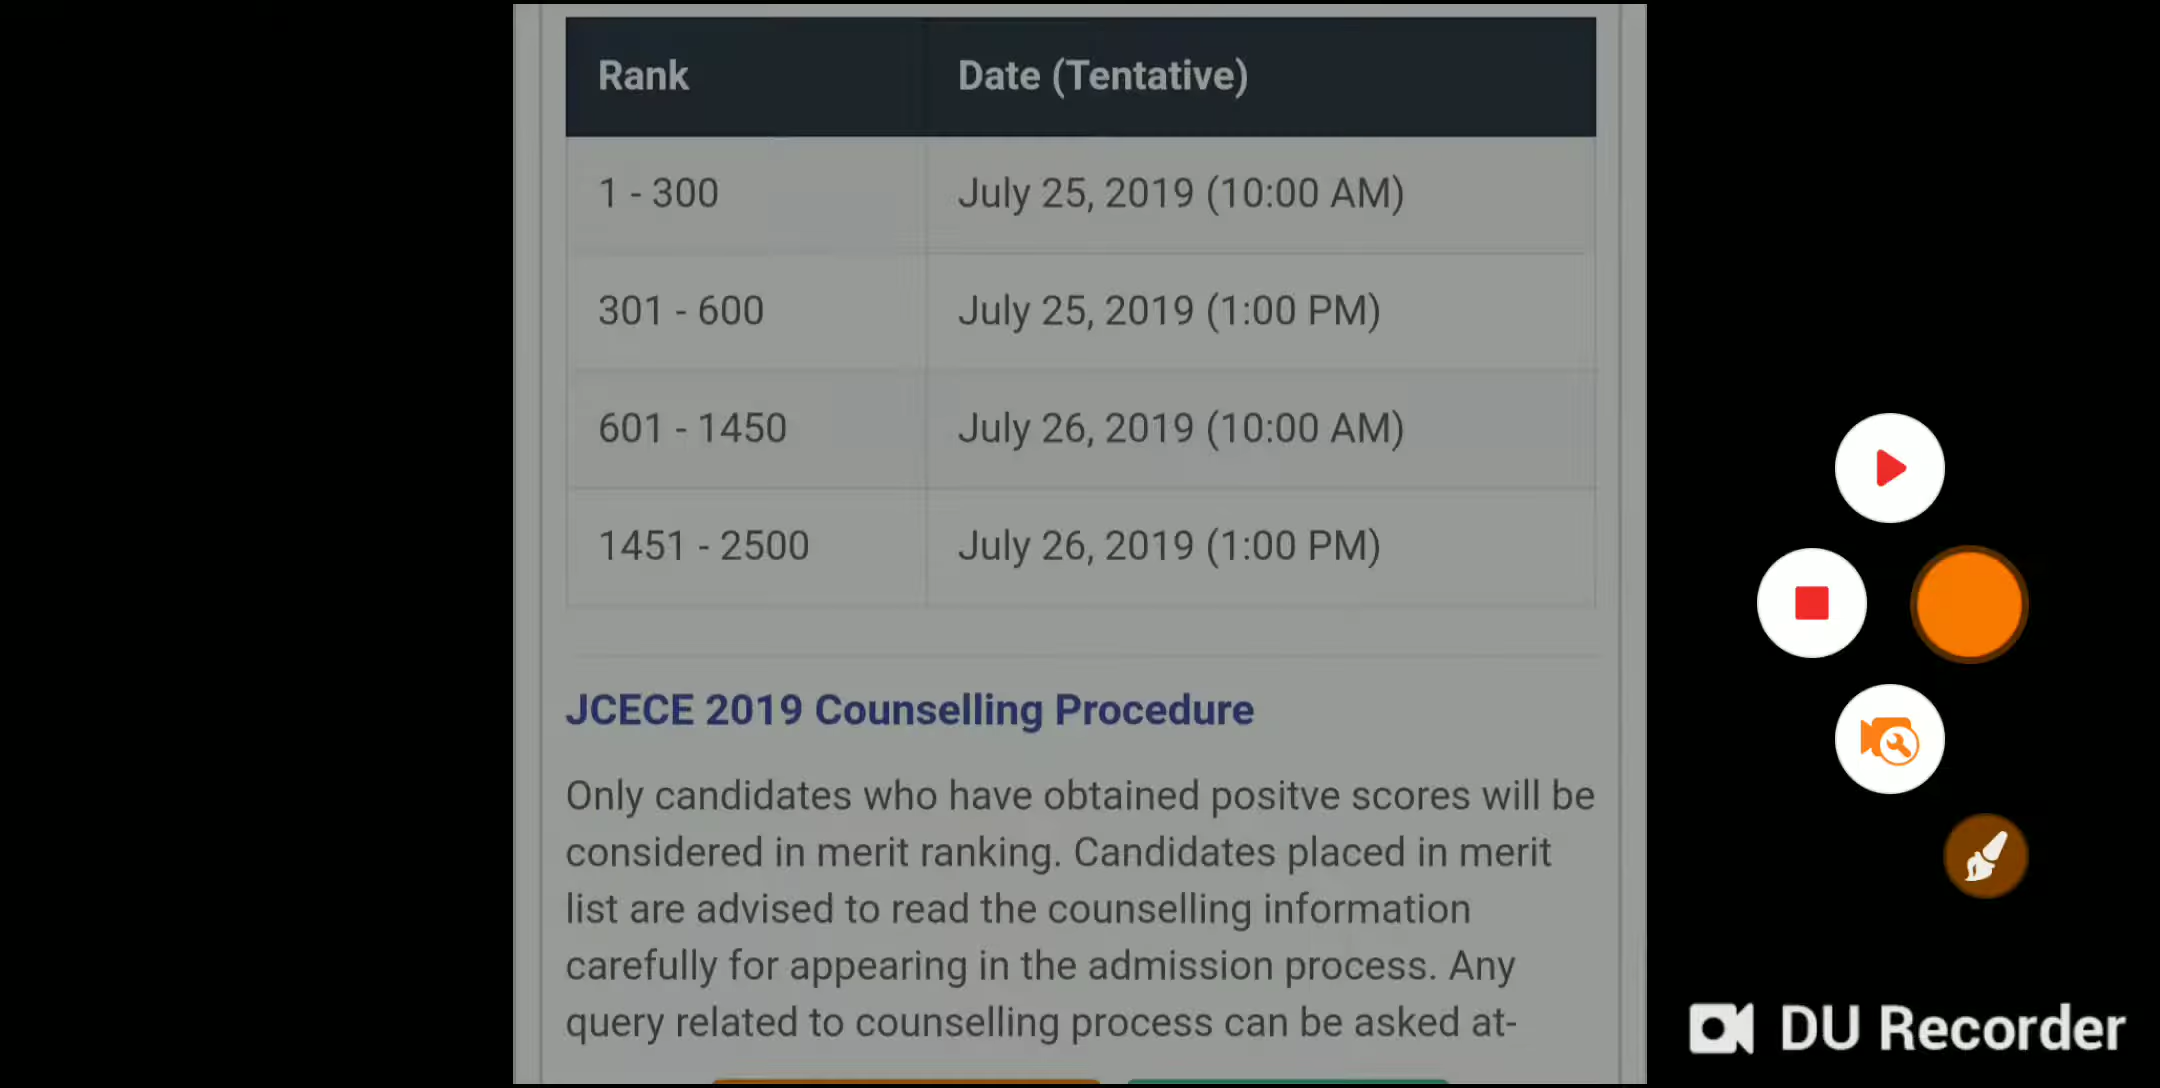 Rank Date (Tentative)
1 - 300 July 25, 2019 (10:00 AM)
301 - 600 July 25, 2019 (1:00 PM)
601 - 1450 July 26, 2019 (10:00 AM)
1451 - 2500 July 26, 2019 (1:00 PM)
JCECE 2019 Counselling Procedure
Only candidates who have obtained positve scores will be
considered in merit ranking. Candidates placed in merit
list are advised to read the counselling information
carefully for appearing in the admission process. Any
query related to counselling process can be asked at-
DU Recorder